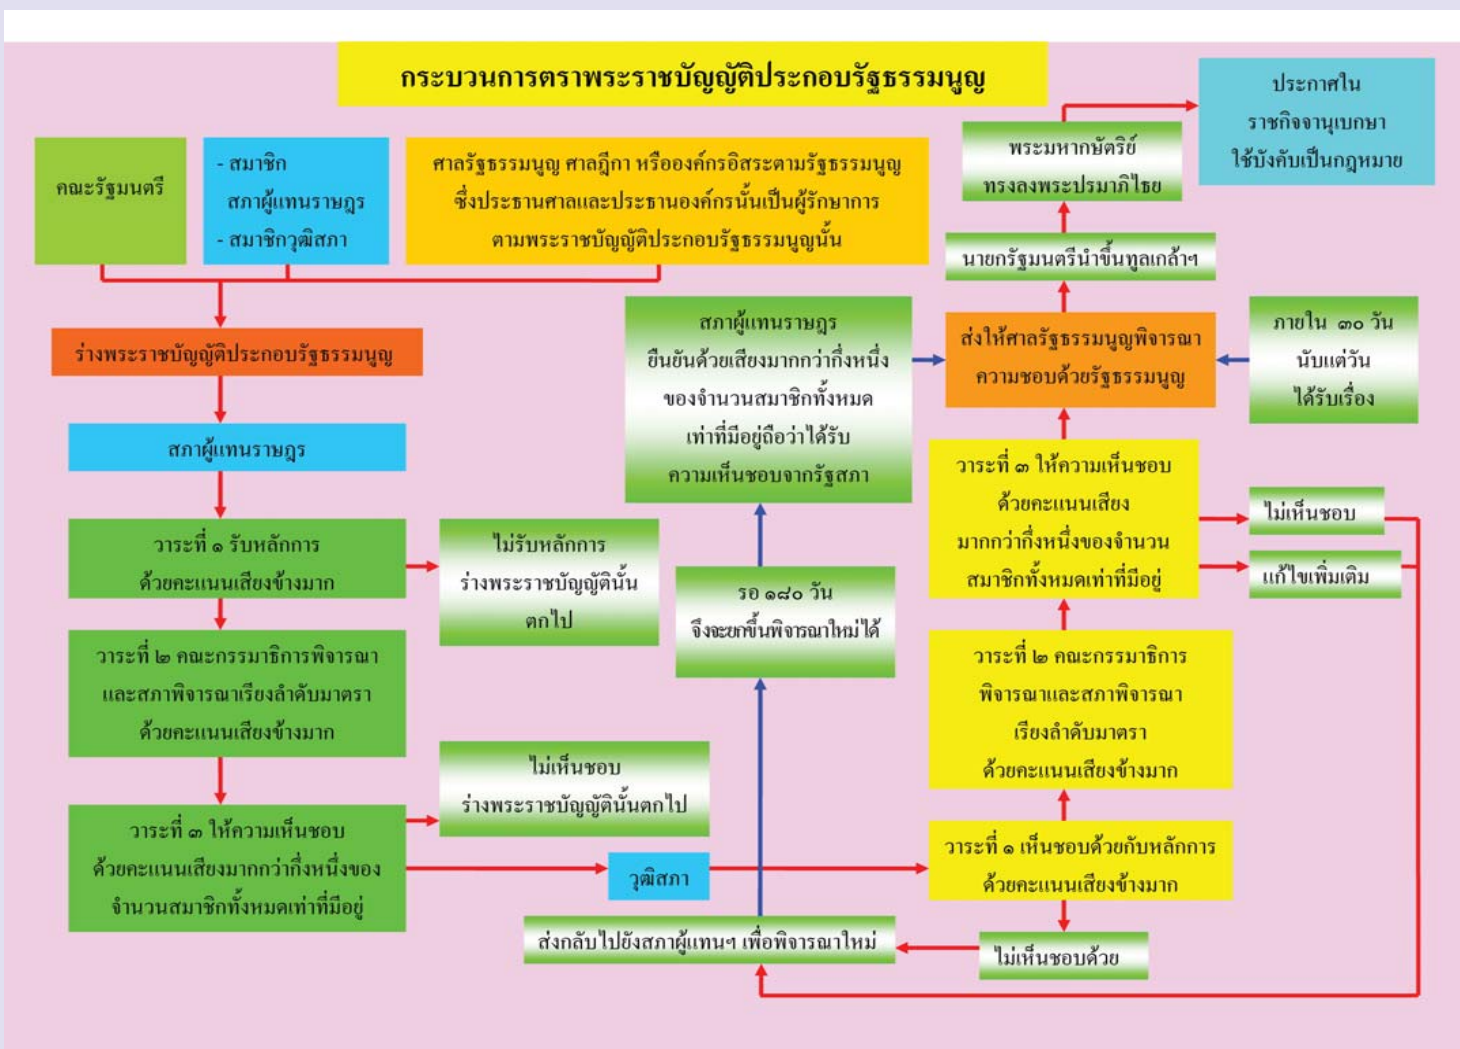 กระบวนการตราพระราชบัญญัติประกอบรัฐธรรมนูญ
คณะรัฐมนตรี
- สมาชิก
สภาผู้แทนราษฎร
- สมาชิกวุฒิสภา
ศาลรัฐธรรมนูญ ศาลฎีกา หรือองค์กรอิสระตามรัฐธรรมนูญ
ซึ่งประธานศาลและประธานองค์กรนั้นเป็นผู้รักษาการ
ตามพระราชบัญญัติประกอบรัฐธรรมนูญนั้น
ร่างพระราชบัญญัติประกอบรัฐธรรมนูญ
สภาผู้แทนราษฎร
วาระที่ ๑ รับหลักการ
ด้วยคะแนนเสียงข้างมาก
ไม่รับหลักการ
ร่างพระราชบัญญัตินั้น
ตกไป
วาระที่ ๒ คณะกรรมาธิการพิจารณา
และสภาพิจารณาเรียงลำดับมาตรา
ด้วยคะแนนเสียงข้างมาก
ไม่เห็นชอบ
ร่างพระราชบัญญัตินั้นตกไป
วาระที่ ๓ ให้ความเห็นชอบ
ด้วยคะแนนเสียงมากกว่ากึ่งหนึ่งของ
จำนวนสมาชิกทั้งหมดเท่าที่มีอยู่
วุฒิสภา
วาระที่ ๑ เห็นชอบด้วยกับหลักการ
ด้วยคะแนนเสียงข้างมาก
ไม่เห็นชอบด้วย
ส่งกลับไปยังสภาผู้แทนฯ เพื่อพิจารณาใหม่
วาระที่ ๒ คณะกรรมาธิการ
พิจารณาและสภาพิจารณา
เรียงลำดับมาตรา
ด้วยคะแนนเสียงข้างมาก
วาระที่ ๓ ให้ความเห็นชอบ
ด้วยคะแนนเสียง
มากกว่ากึ่งหนึ่งของจำนวน
สมาชิกทั้งหมดเท่าที่มีอยู่
ไม่เห็นชอบ
แก้ไขเพิ่มเติม
รอ ๑๘๐ วัน
จึงจะยกขึ้นพิจารณาใหม่ได้
สภาผู้แทนราษฎร
ยืนยันด้วยเสียงมากกว่ากึ่งหนึ่ง
ของจำนวนสมาชิกทั้งหมด
เท่าที่มีอยู่ถือว่าได้รับ
ความเห็นชอบจากรัฐสภา
ส่งให้ศาลรัฐธรรมนูญพิจารณา
ความชอบด้วยรัฐธรรมนูญ
ภายใน ๓๐ วัน
นับแต่วัน
ได้รับเรื่อง
นายกรัฐมนตรีนำขึ้นทูลเกล้าฯ
พระมหากษัตริย์
ทรงลงพระปรมาภิไธย
ประกาศใน
ราชกิจจานุเบกษา
ใช้บังคับเป็นกฎหมาย